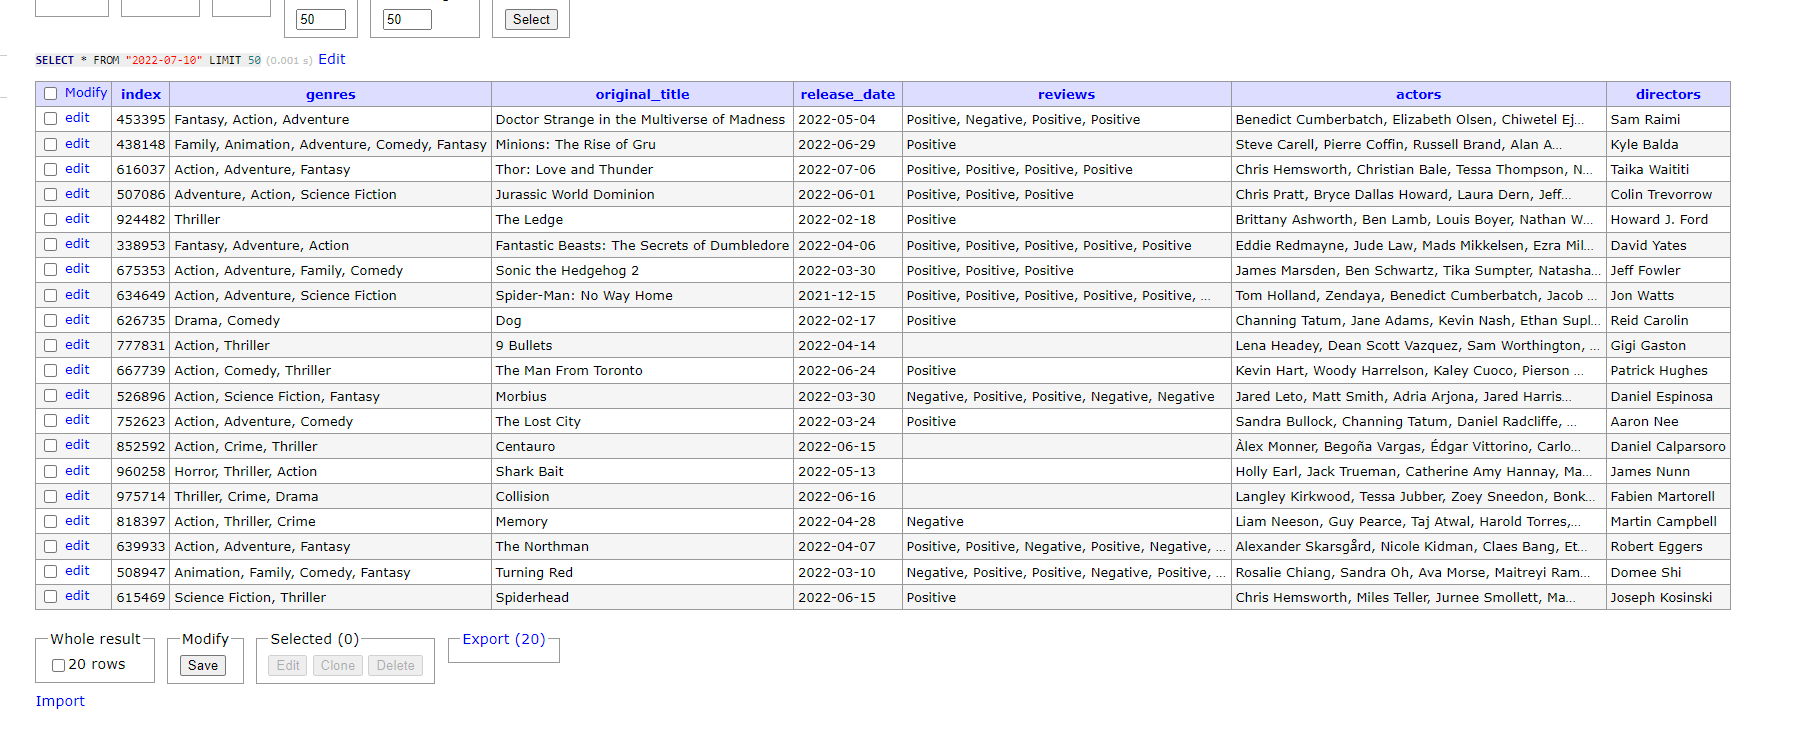 50 50 Select
SELECT * FROM "2022-07-10" LIMIT 50 (0.001 s) Edit
Modify index genres original_title release_date reviews actors directors
edit 453395 Fantasy, Action, Adventure Doctor Strange in the Multiverse of Madness 2022-05-04 Positive, Negative, Positive, Positive Benedict Cumberbatch, Elizabeth Olsen, Chiwetel Ej... Sam Raimi
edit 438148 Family, Animation, Adventure, Comedy, Fantasy Minions: The Rise of Gru 2022-06-29 Positive Steve Carell, Pierre Coffin, Russell Brand, Alan A... Kyle Balda
edit 616037 Action, Adventure, Fantasy Thor: Love and Thunder 2022-07-06 Positive, Positive, Positive, Positive Chris Hemsworth, Christian Bale, Tessa Thompson, N... Taika Waititi
edit 507086 Adventure, Action, Science Fiction Jurassic World Dominion 2022-06-01 Positive, Positive, Positive Chris Pratt, Bryce Dallas Howard, Laura Dern, Jeff... Colin Trevorrow
edit 924482 Thriller The Ledge 2022-02-18 Positive Brittany Ashworth, Ben Lamb, Louis Boyer, Nathan W... Howard J. Ford
edit 338953 Fantasy, Adventure, Action Fantastic Beasts: The Secrets of Dumbledore 2022-04-06 Positive, Positive, Positive, Positive, Positive Eddie Redmayne, Jude Law, Mads Mikkelsen, Ezra Mil... David Yates
edit 675353 Action, Adventure, Family, Comedy Sonic the Hedgehog 2 2022-03-30 Positive, Positive, Positive James Marsden, Ben Schwartz, Tika Sumpter, Natasha... Jeff Fowler
edit 634649 Action, Adventure, Science Fiction Spider-Man: No Way Home 2021-12-15 Positive, Positive, Positive, Positive, Positive, ... Tom Holland, Zendaya, Benedict Cumberbatch, Jacob ... Jon Watts
edit 626735 Drama, Comedy Dog 2022-02-17 Positive Channing Tatum, Jane Adams, Kevin Nash, Ethan Supl... Reid Carolin
edit 777831 Action, Thriller 9 Bullets 2022-04-14 Lena Headey, Dean Scott Vazquez, Sam Worthington, ... Gigi Gaston
edit 667739 Action, Comedy, Thriller The Man From Toronto 2022-06-24 Positive Kevin Hart, Woody Harrelson, Kaley Cuoco, Pierson ... Patrick Hughes
edit 526896 Action, Science Fiction, Fantasy Morbius 2022-03-30 Negative, Positive, Positive, Negative, Negative Jared Leto, Matt Smith, Adria Arjona, Jared Harris... Daniel Espinosa
edit 752623 Action, Adventure, Comedy The Lost City 2022-03-24 Positive Sandra Bullock, Channing Tatum, Daniel Radcliffe, ... Aaron Nee
edit 852592 Action, Crime, Thriller Centauro 2022-06-15 Àlex Monner, Begoña Vargas, Édgar Vittorino, Carlo... Daniel Calparsoro
edit 960258 Horror, Thriller, Action Shark Bait 2022-05-13 Holly Earl, Jack Trueman, Catherine Amy Hannay, Ma... James Nunn
edit 975714 Thriller, Crime, Drama Collision 2022-06-16 Langley Kirkwood, Tessa Jubber, Zoey Sneedon, Bonk... Fabien Martorell
edit 818397 Action, Thriller, Crime Memory 2022-04-28 Negative Liam Neeson, Guy Pearce, Taj Atwal, Harold Torres,... Martin Campbell
edit 639933 Action, Adventure, Fantasy The Northman 2022-04-07 Positive, Positive, Negative, Positive, Negative, ... Alexander Skarsgård, Nicole Kidman, Claes Bang, Et... Robert Eggers
edit 508947 Animation, Family, Comedy, Fantasy Turning Red 2022-03-10 Negative, Positive, Positive, Negative, Positive, ... Rosalie Chiang, Sandra Oh, Ava Morse, Maitreyi Ram... Domee Shi
edit 615469 Science Fiction, Thriller Spiderhead 2022-06-15 Positive Chris Hemsworth, Miles Teller, Jurnee Smollett, Ma... Joseph Kosinski
Whole result Modify Selected (0) Export (20)
20 rows Save Edit Clone Delete
Import